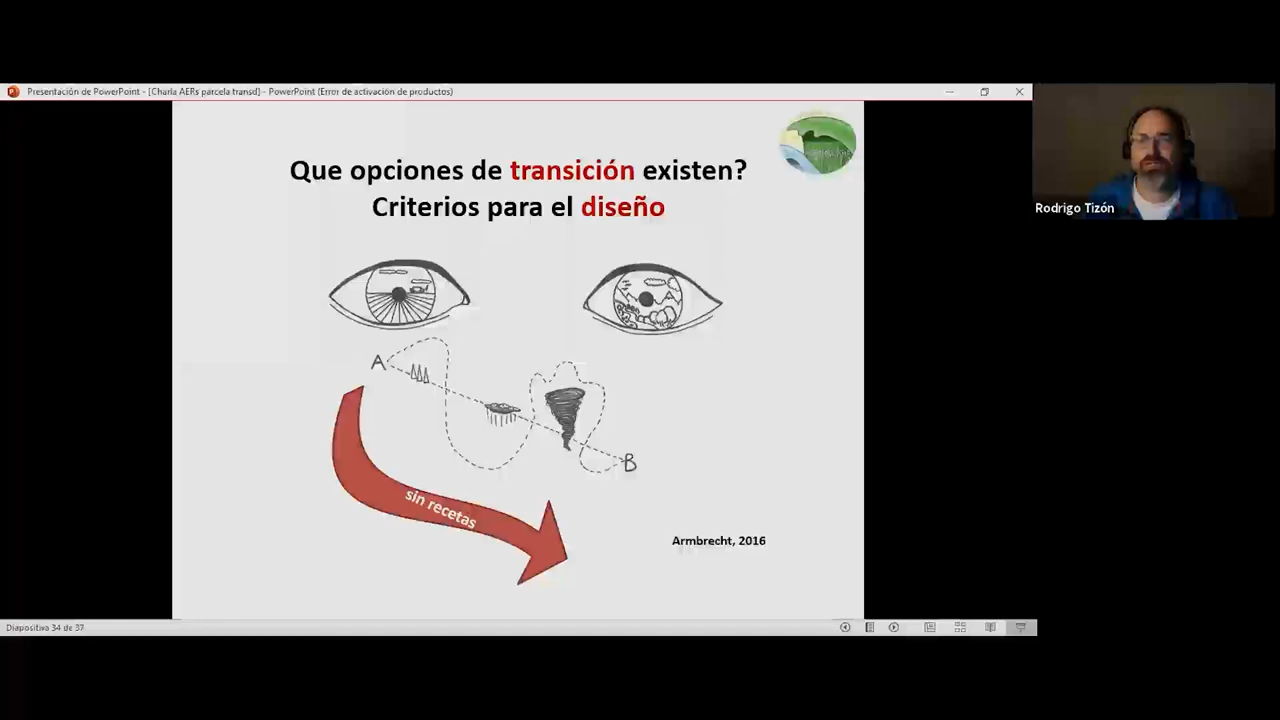 Presentación de PowerPoint - [Charla AERs parcela transd] - PowerPoint (Error de activación de productos)
Que opciones de transición existen?
Criterios para el diseño
Rodrigo Tizón
A
B
sin recetas
Armbrecht, 2016
Diapositiva 34 de 37